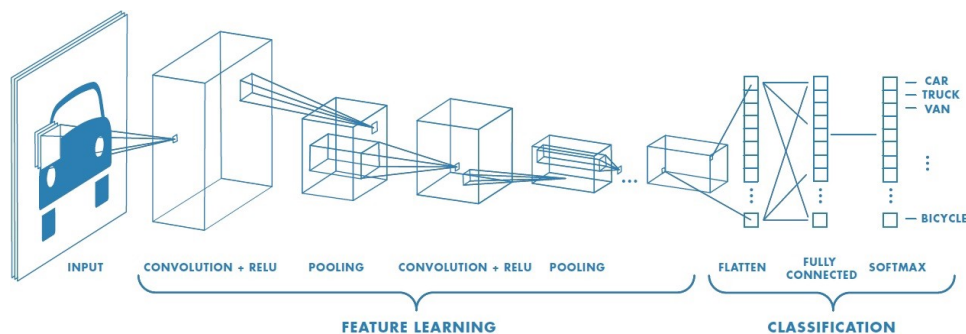 CAR
TRUCK
VAN
BICYCLE
INPUT
CONVOLUTION + RELU
POOLING
CONVOLUTION + RELU
POOLING
FLATTEN
FULLY
CONNECTED
SOFTMAX
FEATURE LEARNING
CLASSIFICATION